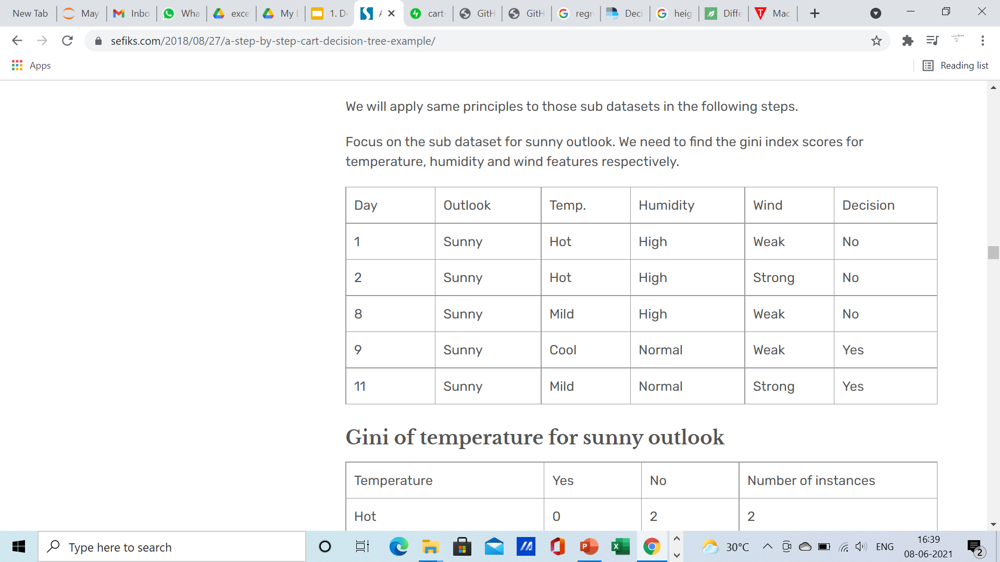 New Tab May Inbo Wha exce My 1. D cart- GitH GitH regr Deci heig Diffe Mac
sefiks.com/2018/08/27/a-step-by-step-cart-decision-tree-example/
Apps Reading list
We will apply same principles to those sub datasets in the following steps.
Focus on the sub dataset for sunny outlook. We need to find the gini index scores for
temperature, humidity and wind features respectively.
Day Outlook Temp. Humidity Wind Decision
1 Sunny Hot High Weak No
2 Sunny Hot High Strong No
8 Sunny Mild High Weak No
9 Sunny Cool Normal Weak Yes
11 Sunny Mild Normal Strong Yes
Gini of temperature for sunny outlook
Temperature Yes No Number of instances
Hot 0 2 2
Type here to search 30°C ENG 16:39
08-06-2021 2